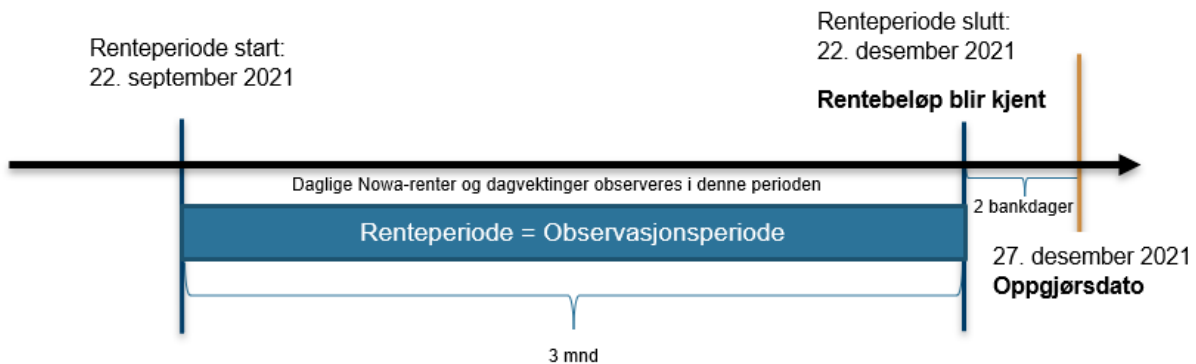 Renteperiode start:
22. september 2021
Renteperiode slutt:
22. desember 2021
Rentebeløp blir kjent
Daglige Nowa-renter og dagvektinger observeres i denne perioden
Renteperiode = Observasjonsperiode
2 bankdager
27. desember 2021
Oppgjørsdato
3 mnd